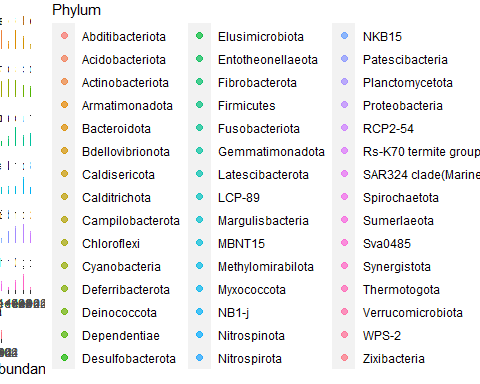 Phylum
Abditibacteriota
Acidobacteriota
Actinobacteriota
Armatimonadota
Bacteroidota
Bdellovibrionota
Caldisericota
Calditrichota
Campilobacterota
Chloroflexi
Cyanobacteria
Deferribacterota
Deinococcota
Dependentiae
Desulfobacterota
Elusimicrobiota
Entotheonellaeota
Fibrobacterota
Firmicutes
Fusobacteriota
Gemmatimonadota
Latescibacterota
LCP-89
Margulisbacteria
MBNT15
Methylomirabilota
Myxococcota
NB1-j
Nitrospinota
Nitrospirota
NKB15
Patescibacteria
Planctomycetota
Proteobacteria
RCP2-54
Rs-K70 termite group
SAR324 clade(Marine
Spirochaetota
Sumerlaeota
Sva0485
Synergistota
Thermotogota
Verrucomicrobiota
WPS-2
Zixibacteria
bundan